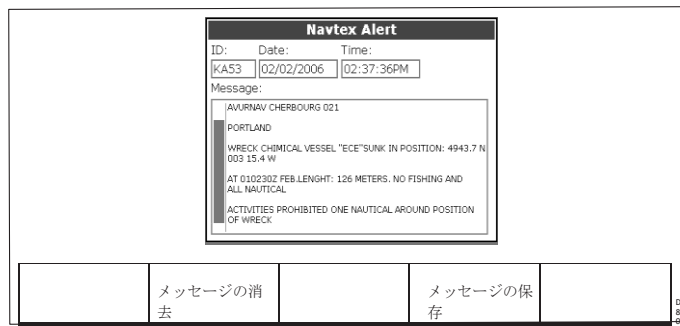 Navtex Alert
ID: Date: Time:
KA53 02/02/2006 02:37:36PM
Message:
AVURNAV CHERBOURG 021
PORTLAND
WRECK CHIMICAL VESSEL "ECE"SUNK IN POSITION: 4943.7 N
003 15.4 W
AT 010230Z FEB.LENGHT: 126 METERS. NO FISHING AND
ALL NAUTICAL
ACTIVITIES PROHIBITED ONE NAUTICAL AROUND POSITION
OF WRECK
メッセージの消
去
メッセージの保
存